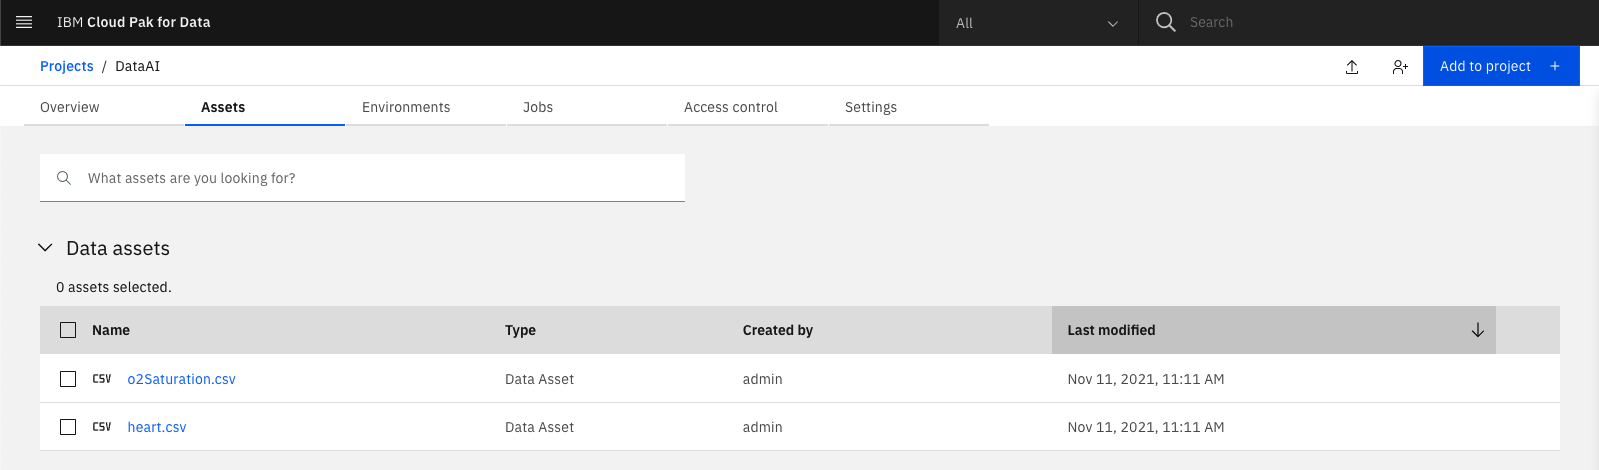 IBM Cloud Pak for Data All Search
Projects / DataAI Add to project +
Overview Assets Environments Jobs Access control Settings
What assets are you looking for?
Data assets
0 assets selected.
Name Type Created by Last modified
CSV o2Saturation.csv Data Asset admin Nov 11, 2021, 11:11 AM
CSV heart.csv Data Asset admin Nov 11, 2021, 11:11 AM